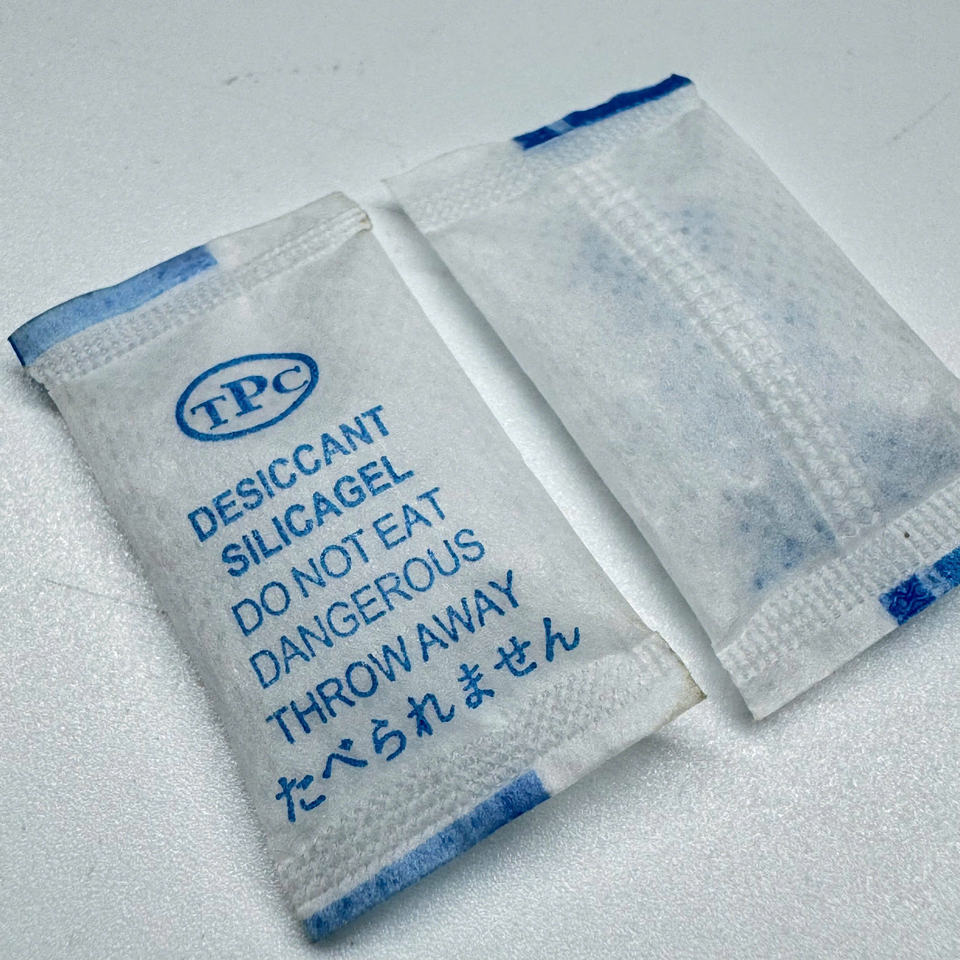 TPC
DESICCANT
SILICAGEL
DO NOT EAT
DANGEROUS
THROW AWAY
たべられません